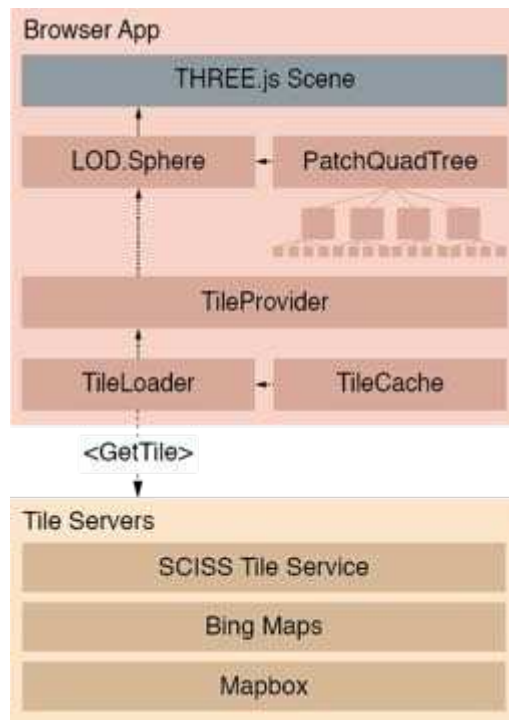 Browser App
THREE.js Scene
LOD.Sphere
PatchQuadTree
TileProvider
TileLoader
TileCache
<GetTile>
Tile Servers
SCISS Tile Service
Bing Maps
Mapbox